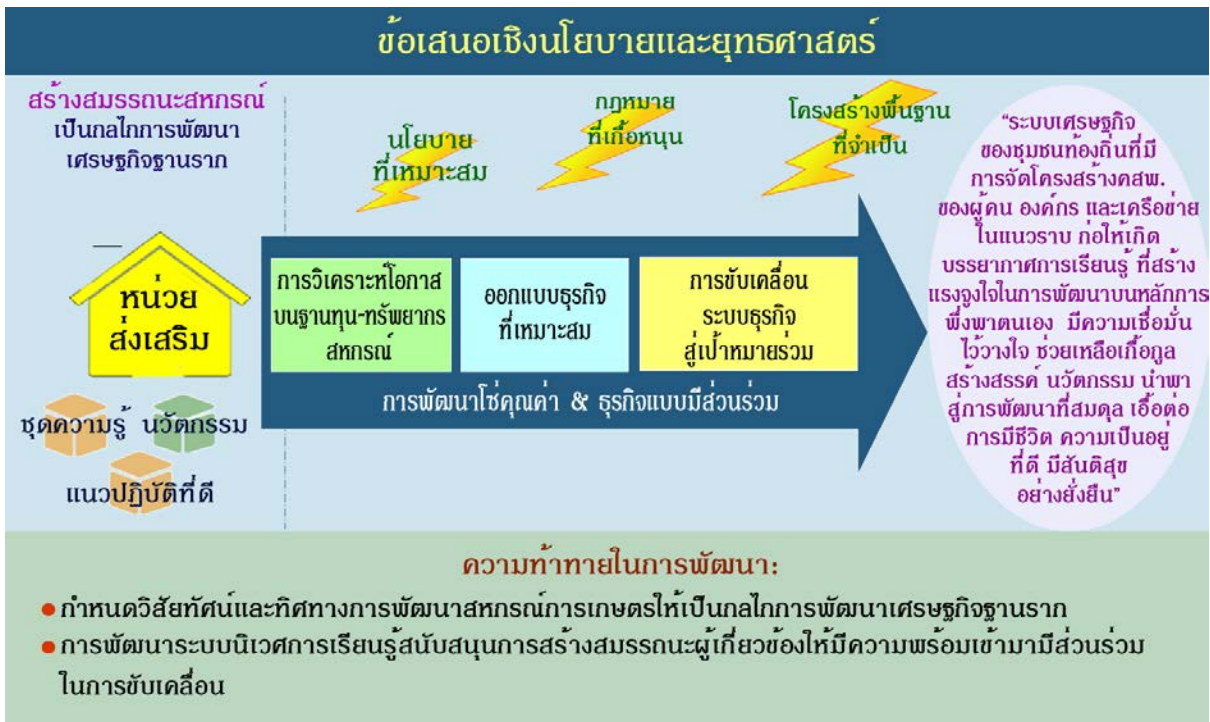 ข้อเสนอเชิงนโยบายและยุทธศาสตร์
สร้างสมรรถนะสหกรณ์
เป็นกลไกการพัฒนา
เศรษฐกิจฐานราก
หน่วย
ส่งเสริม
ชุดความรู้ นวัตกรรม
แนวปฏิบัติที่ดี
นโยบาย
ที่เหมาะสม
กฎหมาย
ที่เกื้อหนุน
โครงสร้างพื้นฐาน
ที่จำเป็น
การวิเคราะห์โอกาส
บนฐานทุน-ทรัพยากร
สหกรณ์
ออกแบบธุรกิจ
ที่เหมาะสม
การขับเคลื่อน
ระบบธุรกิจ
สู่เป้าหมายร่วม
การพัฒนาโซ่คุณค่า & ธุรกิจแบบมีส่วนร่วม
“ระบบเศรษฐกิจ
ของชุมชนท้องถิ่นที่มี
การจัดโครงสร้างคสพ.
ของผู้คน องค์กร และเครือข่าย
ในแนวราบ ก่อให้เกิด
บรรยากาศการเรียนรู้ ที่สร้าง
แรงจูงใจในการพัฒนาบนหลักการ
พึ่งพาตนเอง มีความเชื่อมั่น
ไว้วางใจ ช่วยเหลือเกื้อกูล
สร้างสรรค์ นวัตกรรม นำพา
สู่การพัฒนาที่สมดุล เอื้อต่อ
การมีชีวิต ความเป็นอยู่
ที่ดี มีสันติสุข
อย่างยั่งยืน”
ความท้าทายในการพัฒนา:
● กำหนดวิสัยทัศน์และทิศทางการพัฒนาสหกรณ์การเกษตรให้เป็นกลไกการพัฒนาเศรษฐกิจฐานราก
● การพัฒนาระบบนิเวศการเรียนรู้สนับสนุนการสร้างสมรรถนะผู้เกี่ยวข้องให้มีความพร้อมเข้ามามีส่วนร่วม
ในการขับเคลื่อน